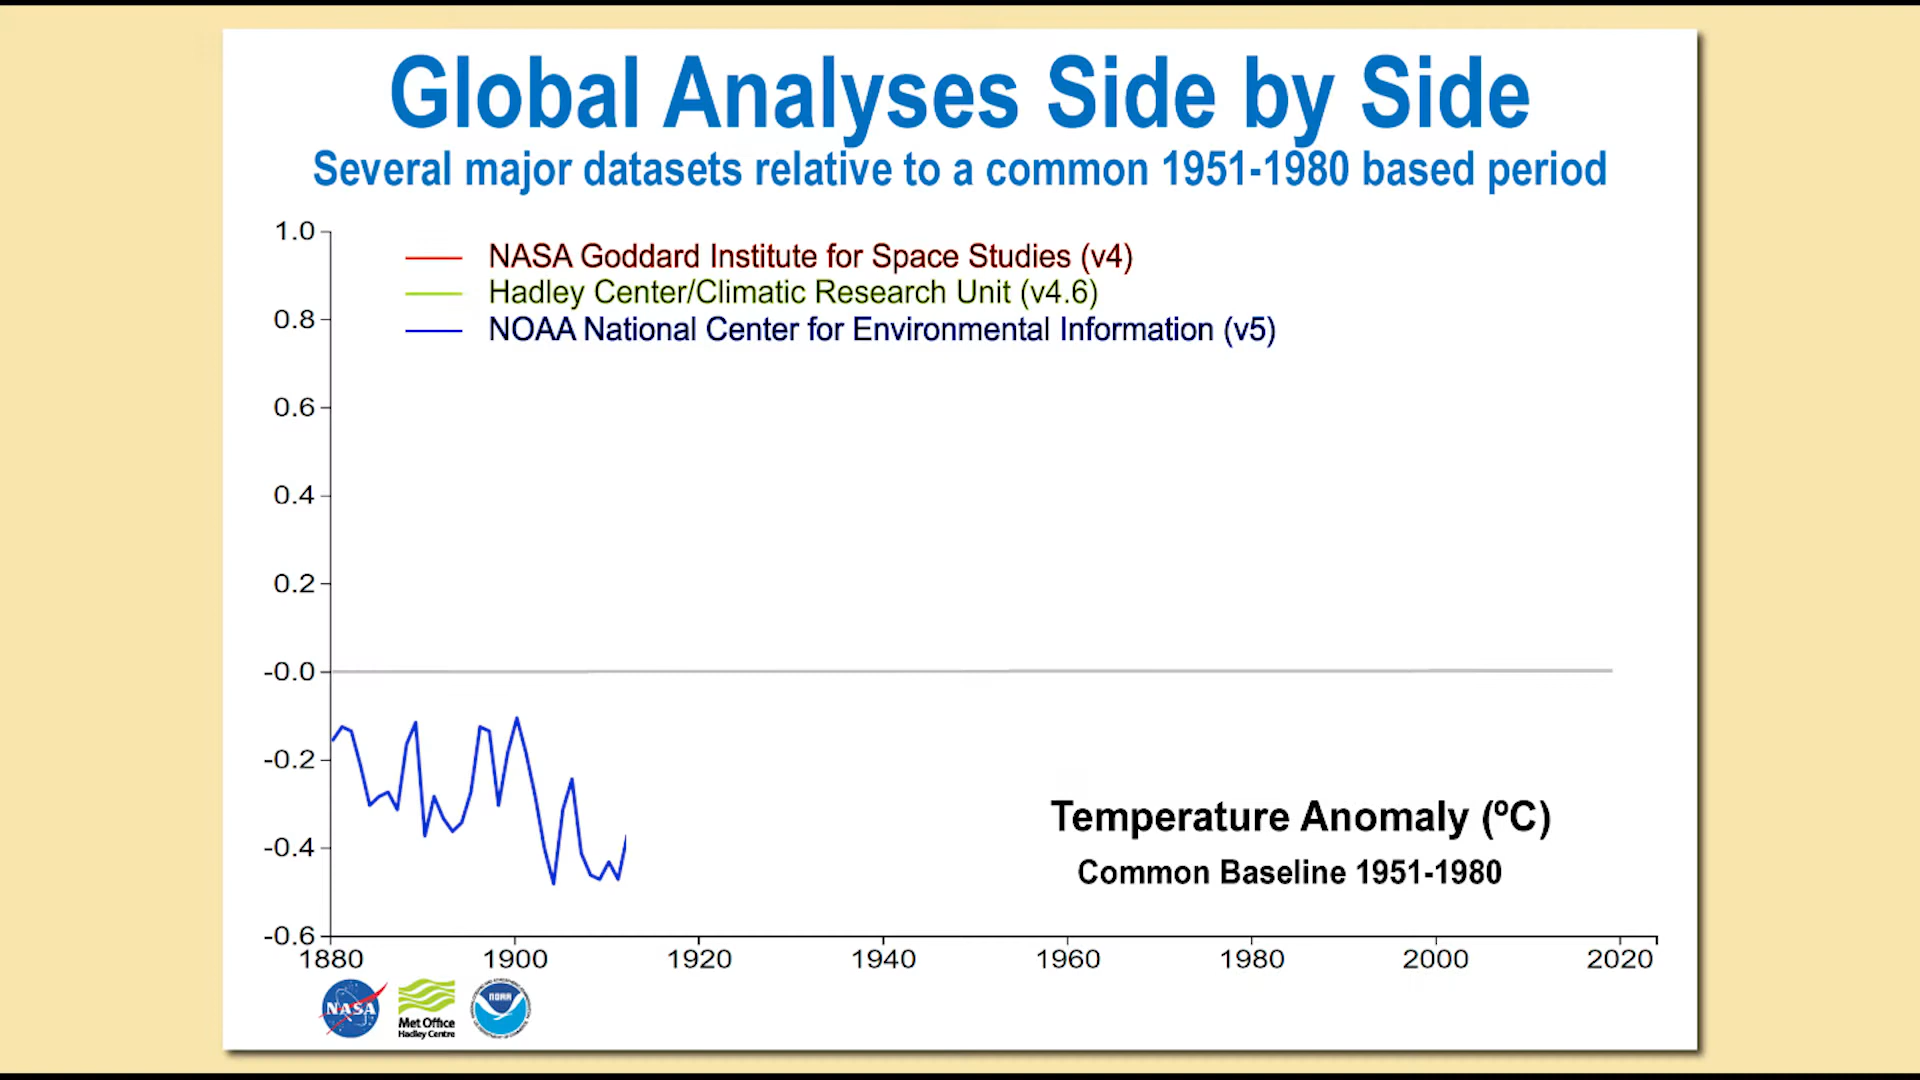 Global Analyses Side by Side
Several major datasets relative to a common 1951-1980 based period
1.0
NASA Goddard Institute for Space Studies (v4)
Hadley Center/Climatic Research Unit (v4.6)
NOAA National Center for Environmental Information (v5)
0.8
0.6
0.4
0.2
-0.0
-0.2
Temperature Anomaly (ºC)
-0.4
Common Baseline 1951-1980
-0.6
1880 1900 1920 1940 1960 1980 2000 2020
NASA
Met Office
Hadley Centre
NOAA